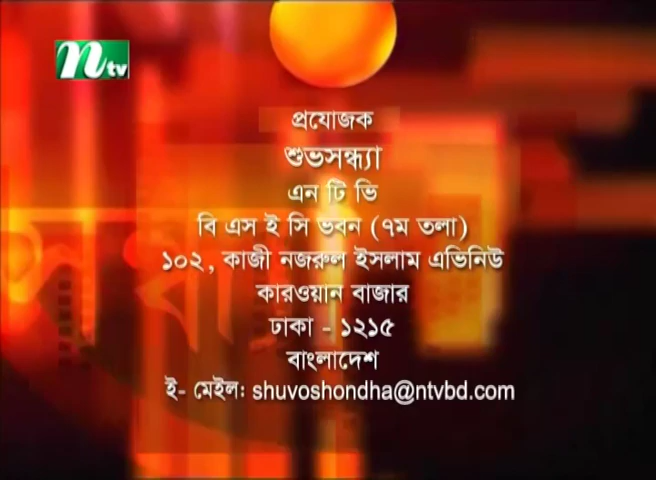 ntv
প্রযোজক
শুভসন্ধ্যা
এন টি ভি
বি এস ই সি ভবন (৭ম তলা)
১০২, কাজী নজরুল ইসলাম এভিনিউ
কারওয়ান বাজার
ঢাকা - ১২১৫
বাংলাদেশ
ই- মেইল: shuvoshondha@ntvbd.com